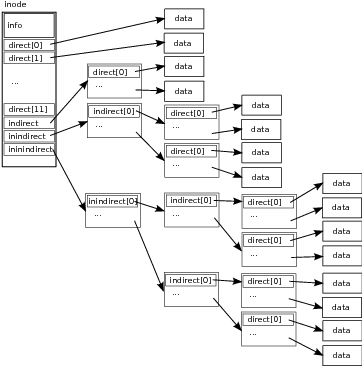 inode
info
direct[0]
direct[1]
...
direct[11]
indirect
inindirect
ininindirect
data
data
direct[0]
...
data
data
indirect[0]
...
direct[0]
...
data
data
direct[0]
...
data
data
inindirect[0]
...
indirect[0]
...
direct[0]
...
data
data
direct[0]
...
data
data
indirect[0]
...
direct[0]
...
data
data
direct[0]
...
data
data